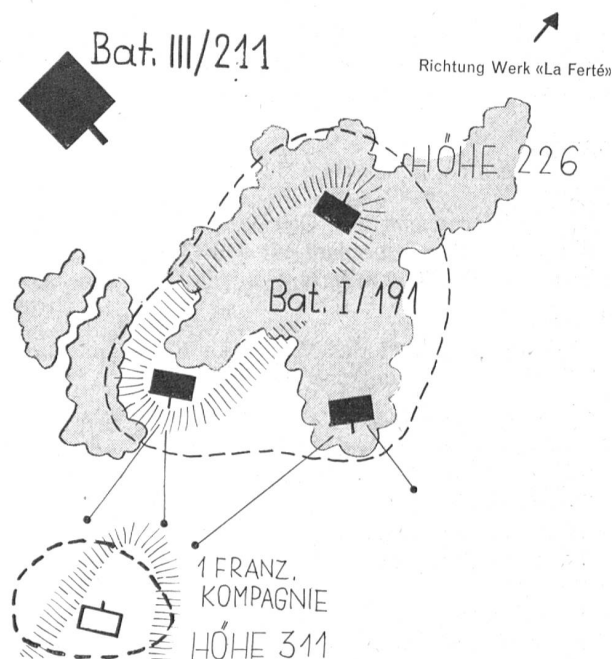 Bat. III/211
Richtung Werk «La Ferté»
HÖHE 226
Bat. I/191
1 FRANZ.
KOMPAGNIE
HÖHE 311